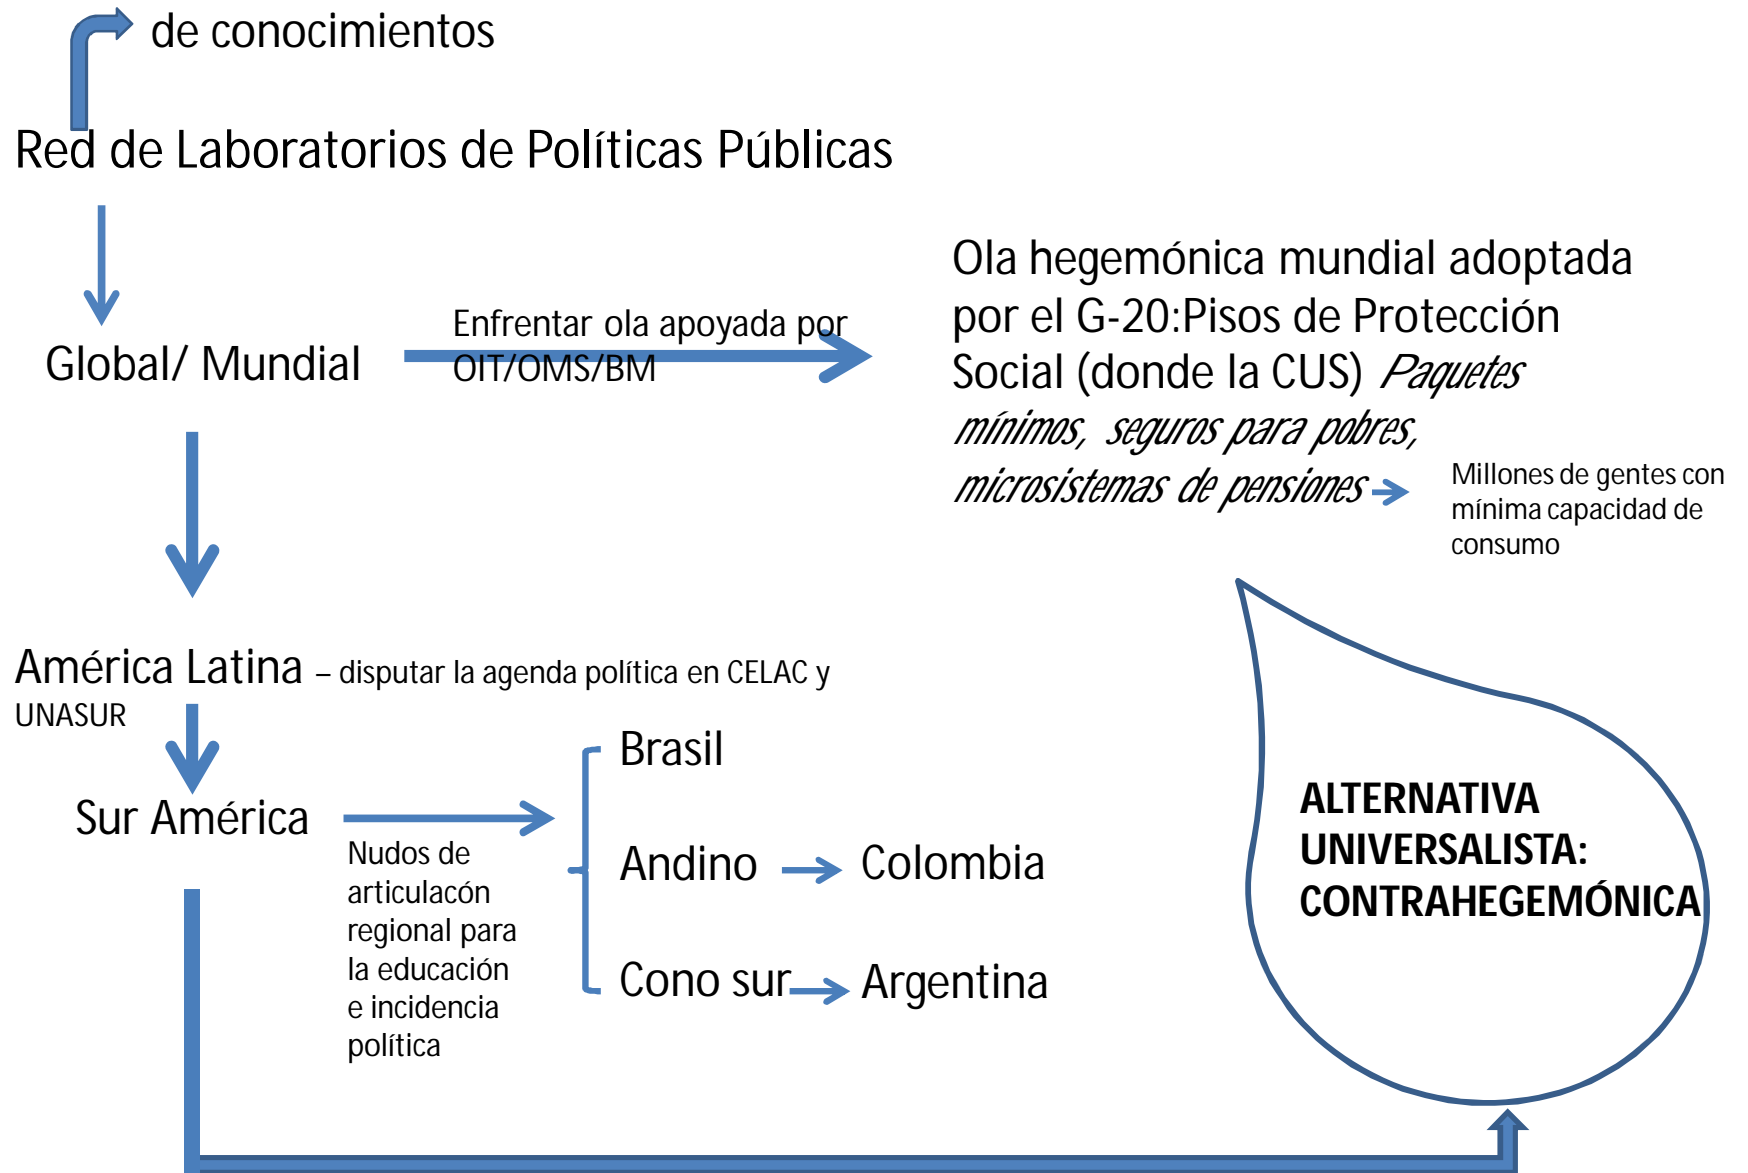 de conocimientos
Red de Laboratorios de Políticas Públicas
Global/ Mundial
Enfrentar ola apoyada por
OIT/OMS/BM
Ola hegemónica mundial adoptada
por el G-20:Pisos de Protección
Social (donde la CUS) Paquetes
mínimos, seguros para pobres,
microsistemas de pensiones
Millones de gentes con
mínima capacidad de
consumo
América Latina – disputar la agenda política en CELAC y
UNASUR
Sur América
Nudos de
articulacón
regional para
la educación
e incidencia
política
Brasil
Andino
Colombia
Cono sur
Argentina
ALTERNATIVA
UNIVERSALISTA:
CONTRAHEGEMÓNICA